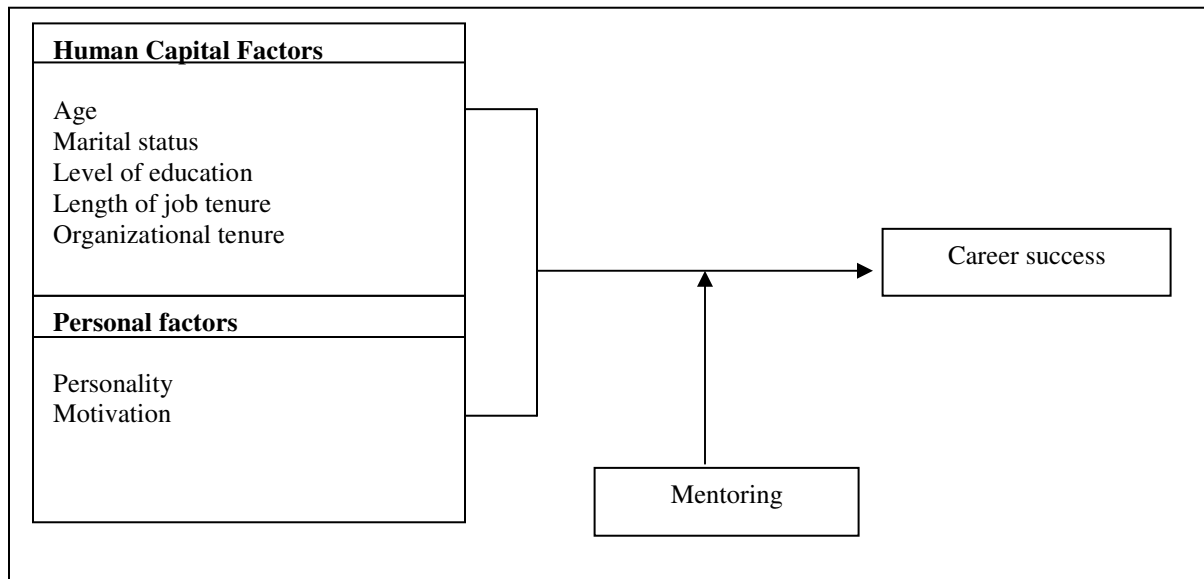 Human Capital Factors
Age
Marital status
Level of education
Length of job tenure
Organizational tenure
Personal factors
Personality
Motivation
Career success
Mentoring